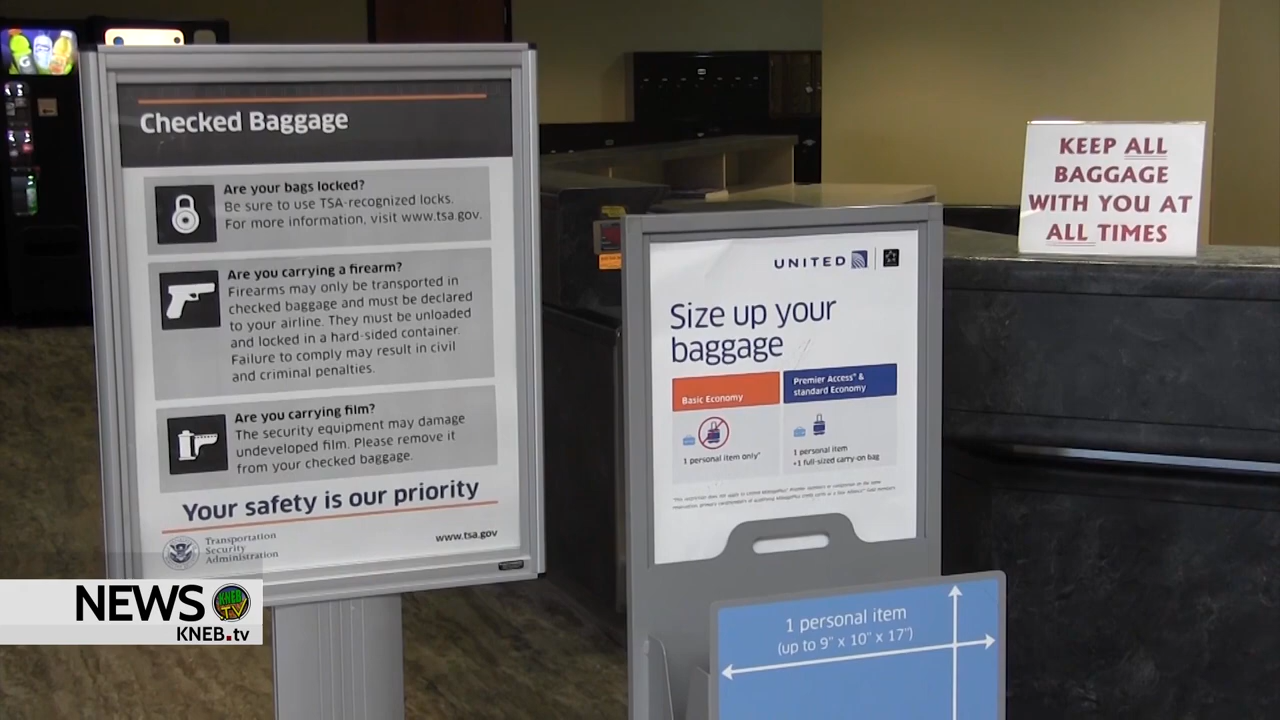 Checked Baggage
Are your bags locked?
Be sure to use TSA-recognized locks.
For more information, visit www.tsa.gov.
Are you carrying a firearm?
Firearms may only be transported in
checked baggage and must be declared
to your airline. They must be unloaded
and locked in a hard-sided container.
Failure to comply may result in civil
and criminal penalties.
Are you carrying film?
The security equipment may damage
undeveloped film. Please remove it
from your checked baggage.
Your safety is our priority
Transportation
Security
Administration
www.tsa.gov
UNITED
Size up your
baggage
Basic Economy
Premier Access® &
standard Economy
1 personal item only*
1 personal item
+1 full-sized carry-on bag
1 personal item
(up to 9" x 10" x 17")
KEEP ALL
BAGGAGE
WITH YOU AT
ALL TIMES
NEWS
KNEB
TV
KNEB.tv